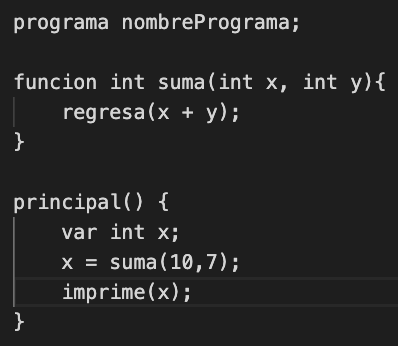 programa nombrePrograma;
funcion int suma(int x, int y){
regresa(x + y);
}
principal() {
var int x;
x = suma(10,7);
imprime(x);
}